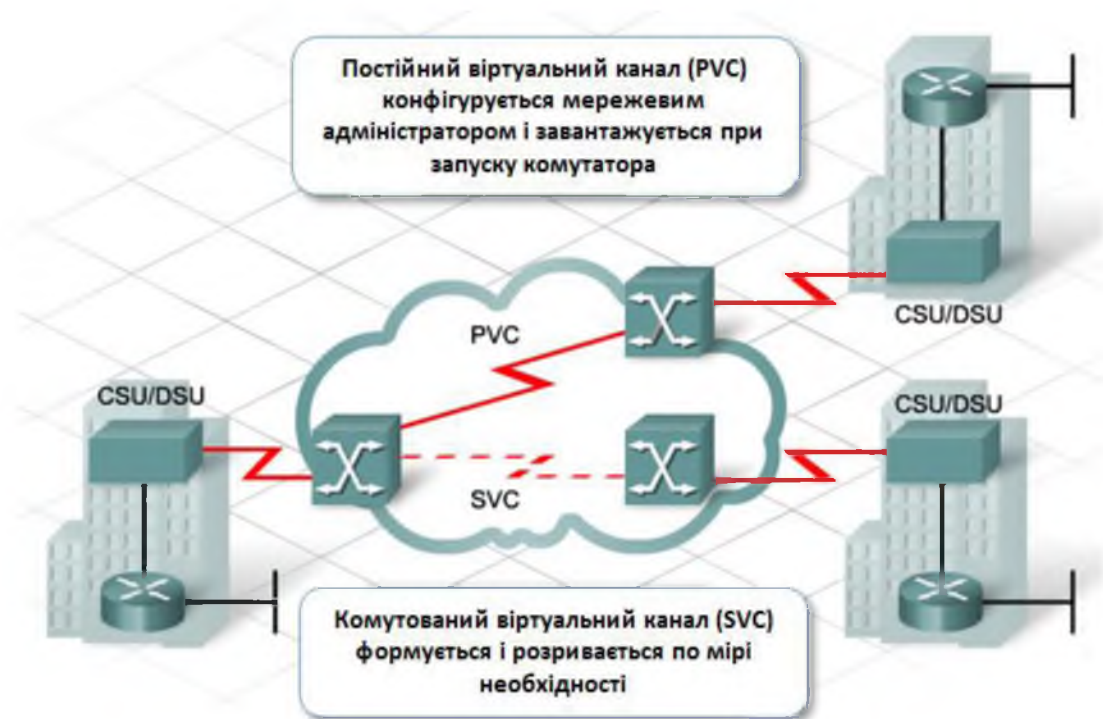 Постійний віртуальний канал (PVC)
конфігурується мережевим
адміністратором і завантажується при
запуску комутатора
CSU/DSU
PVC
CSU/DSU
CSU/DSU
SVC
Комутований віртуальний канал (SVC)
формується і розривається по мірі
необхідності